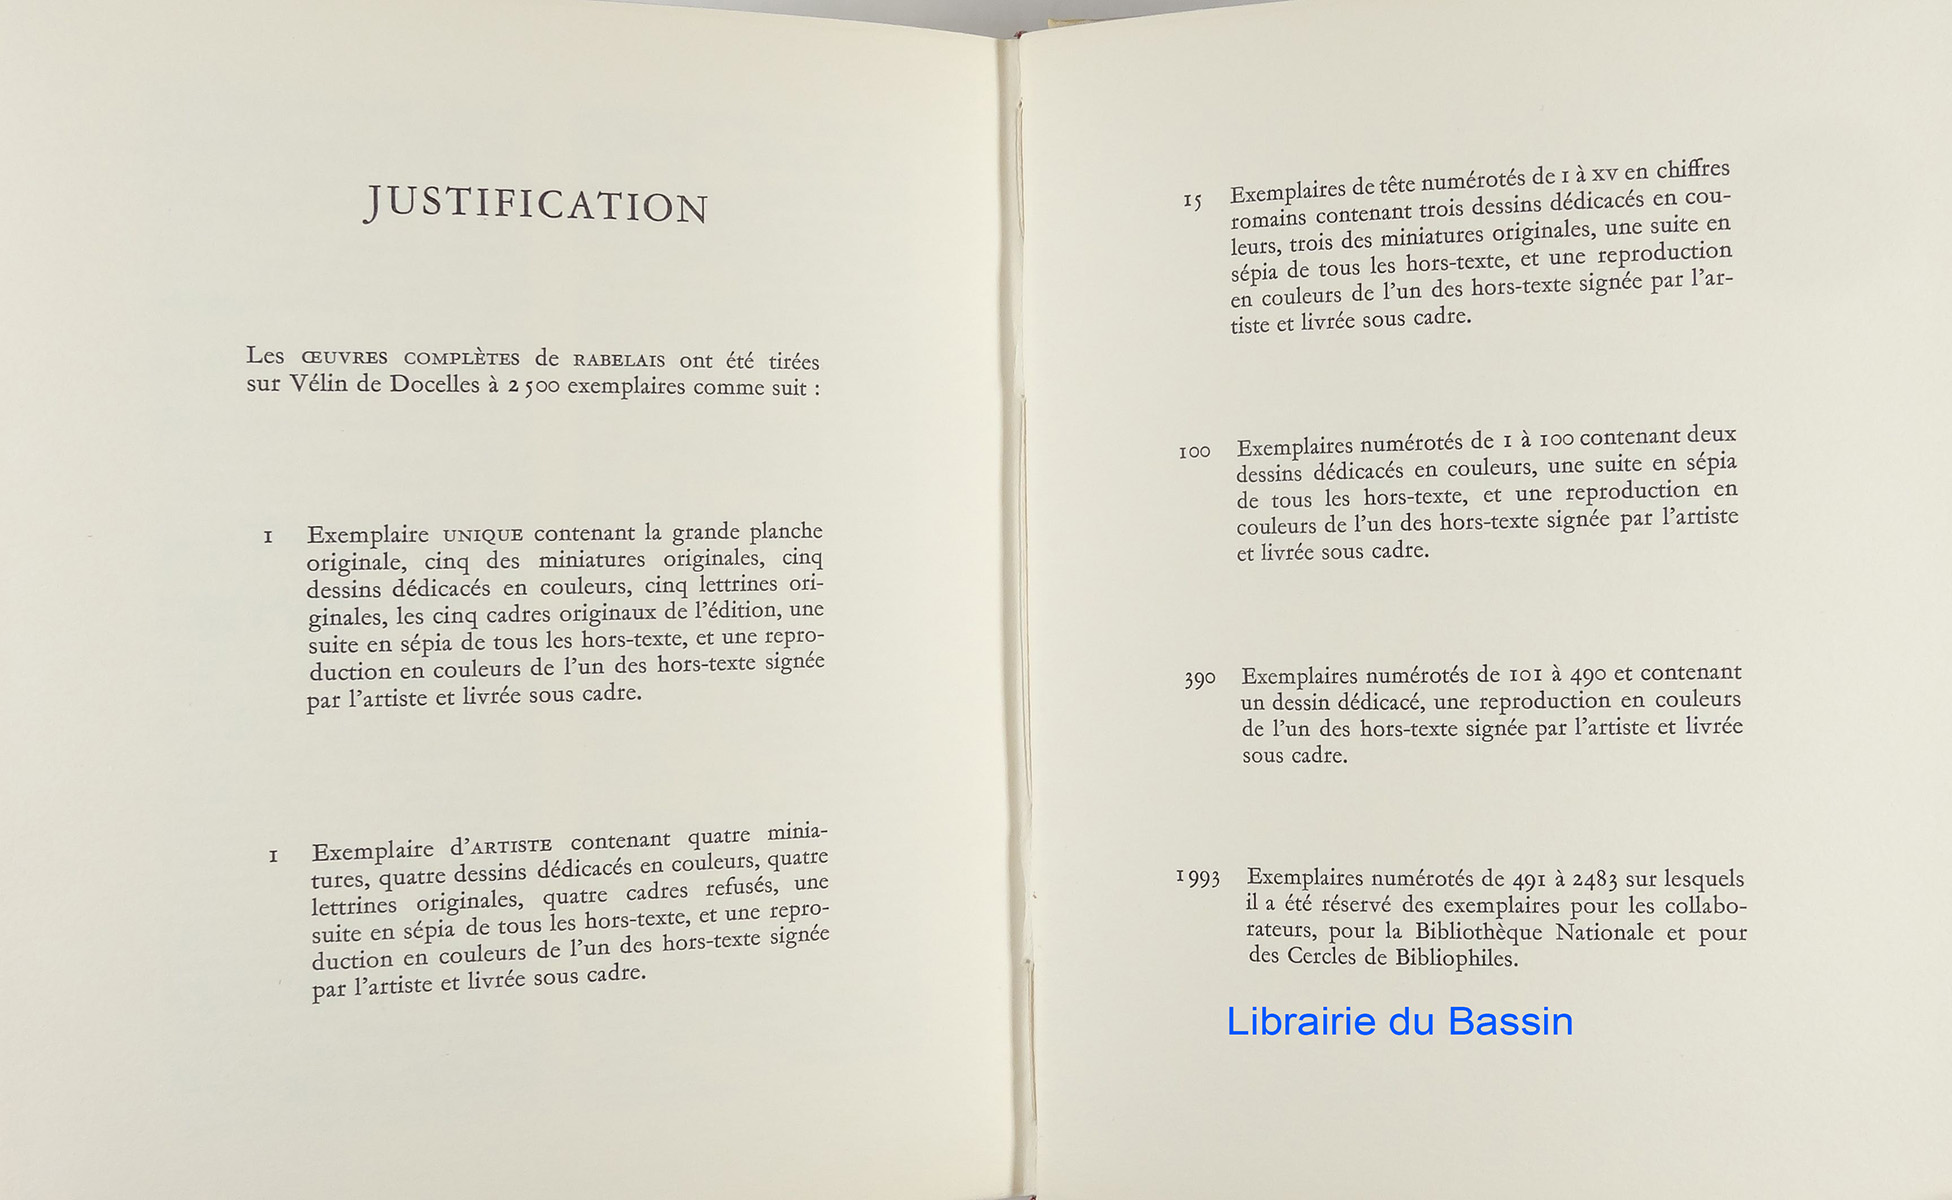 JUSTIFICATION
Les ŒUVRES COMPLÈTES de RABELAIS ont été tirées
sur Vélin de Docelles à 2 500 exemplaires comme suit :
1 Exemplaire UNIQUE contenant la grande planche
originale, cinq des miniatures originales, cinq
dessins dédicacés en couleurs, cinq lettrines ori-
ginales, les cinq cadres originaux de l'édition, une
suite en sépia de tous les hors-texte, et une repro-
duction en couleurs de l'un des hors-texte signée
par l'artiste et livrée sous cadre.
1 Exemplaire d'ARTISTE contenant quatre minia-
tures, quatre dessins dédicacés en couleurs, quatre
lettrines originales, quatre cadres refusés, une
suite en sépia de tous les hors-texte, et une repro-
duction en couleurs de l'un des hors-texte signée
par l'artiste et livrée sous cadre.
15 Exemplaires de tête numérotés de I à XV en chiffres
romains contenant trois dessins dédicacés en cou-
leurs, trois des miniatures originales, une suite en
sépia de tous les hors-texte, et une reproduction
en couleurs de l'un des hors-texte signée par l'ar-
tiste et livrée sous cadre.
100 Exemplaires numérotés de 1 à 100 contenant deux
dessins dédicacés en couleurs, une suite en sépia
de tous les hors-texte, et une reproduction en
couleurs de l'un des hors-texte signée par l'artiste
et livrée sous cadre.
390 Exemplaires numérotés de 101 à 490 et contenant
un dessin dédicacé, une reproduction en couleurs
de l'un des hors-texte signée par l'artiste et livrée
sous cadre.
1993 Exemplaires numérotés de 491 à 2483 sur lesquels
il a été réservé des exemplaires pour les collabo-
rateurs, pour la Bibliothèque Nationale et pour
des Cercles de Bibliophiles.
Librairie du Bassin